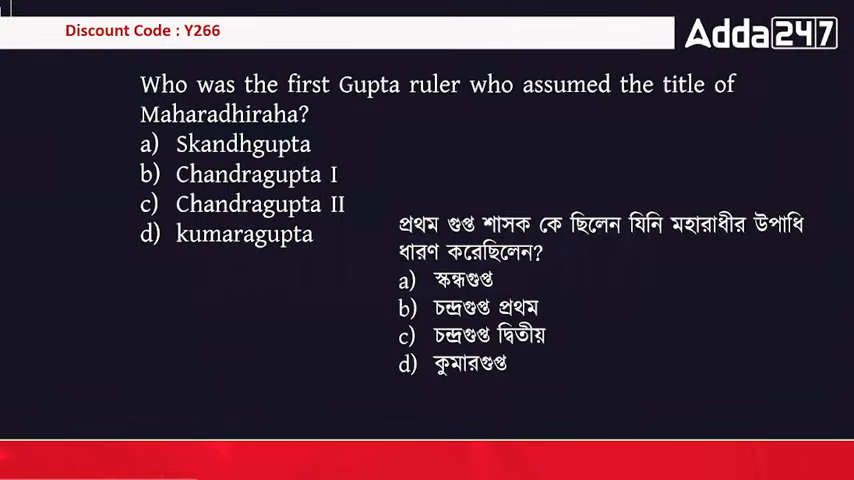 Discount Code : Y266
Adda247
Who was the first Gupta ruler who assumed the title of
Maharadhiraha?
a) Skandhgupta
b) Chandragupta I
c) Chandragupta II
d) kumaragupta
প্রথম গুপ্ত শাসক কে ছিলেন যিনি মহারাধীর উপাধি
ধারণ করেছিলেন?
a) স্কন্ধগুপ্ত
b) চন্দ্রগুপ্ত প্রথম
c) চন্দ্রগুপ্ত দ্বিতীয়
d) কুমারগুপ্ত